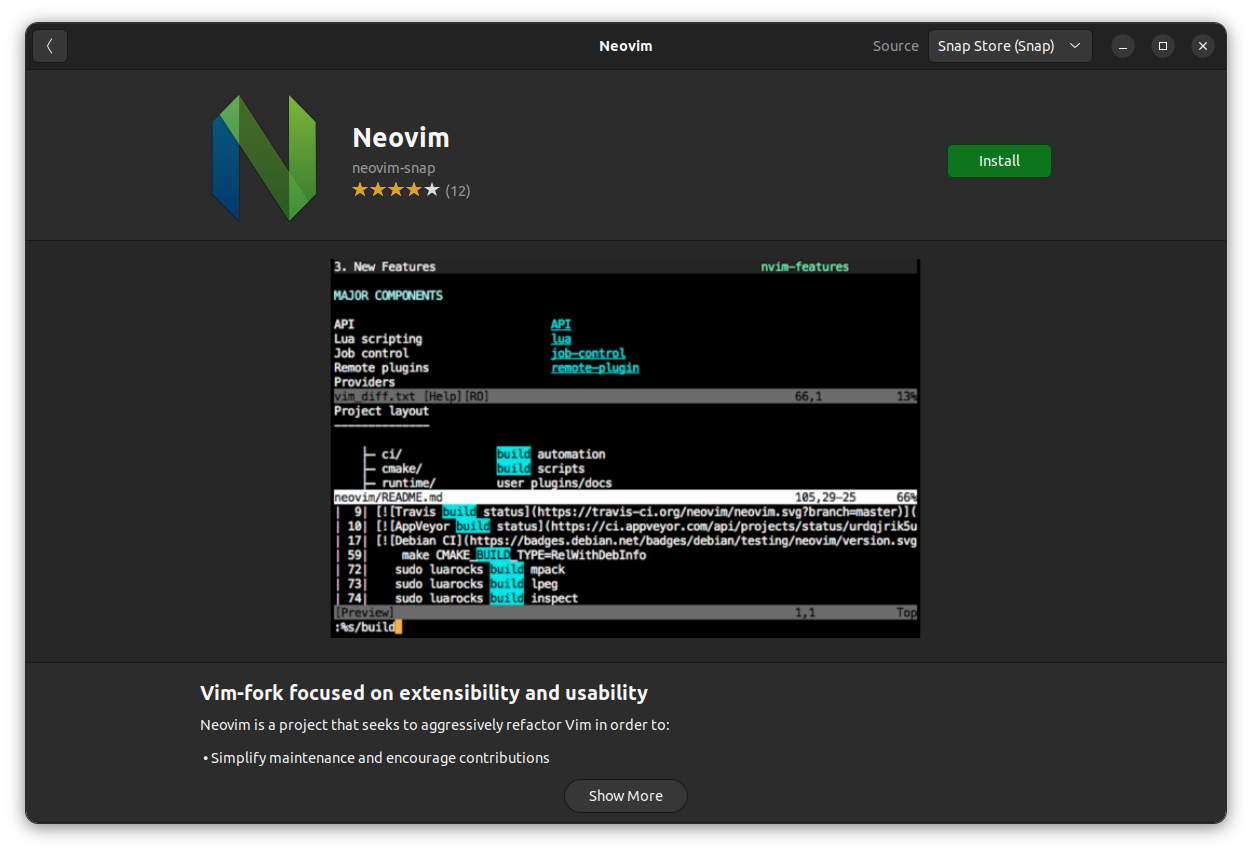 Neovim
Source
Snap Store (Snap)
Neovim
neovim-snap
(12)
Install
3. New Features nvim-features
MAJOR COMPONENTS
API API
Lua scripting lua
Job control job-control
Remote plugins remote-plugin
Providers
vim_diff.txt [Help][RO] 66,1 13%
Project layout
├─ ci/ build automation
├─ cmake/ build scripts
├─ runtime/ user plugins/docs
neovim/README.md 105,29-25 66%
| 9| [![Travis build status](https://travis-ci.org/neovim/neovim.svg?branch=master)](
| 10| [![AppVeyor build status](https://ci.appveyor.com/api/projects/status/urdqjrik5u
| 17| [![Debian CI](https://badges.debian.net/badges/debian/testing/neovim/version.svg
| 59| make CMAKE_BUILD_TYPE=RelWithDebInfo
| 72| sudo luarocks build mpack
| 73| sudo luarocks build lpeg
| 74| sudo luarocks build inspect
[Preview] 1,1 Top
:%s/build
Vim-fork focused on extensibility and usability
Neovim is a project that seeks to aggressively refactor Vim in order to:
• Simplify maintenance and encourage contributions
Show More